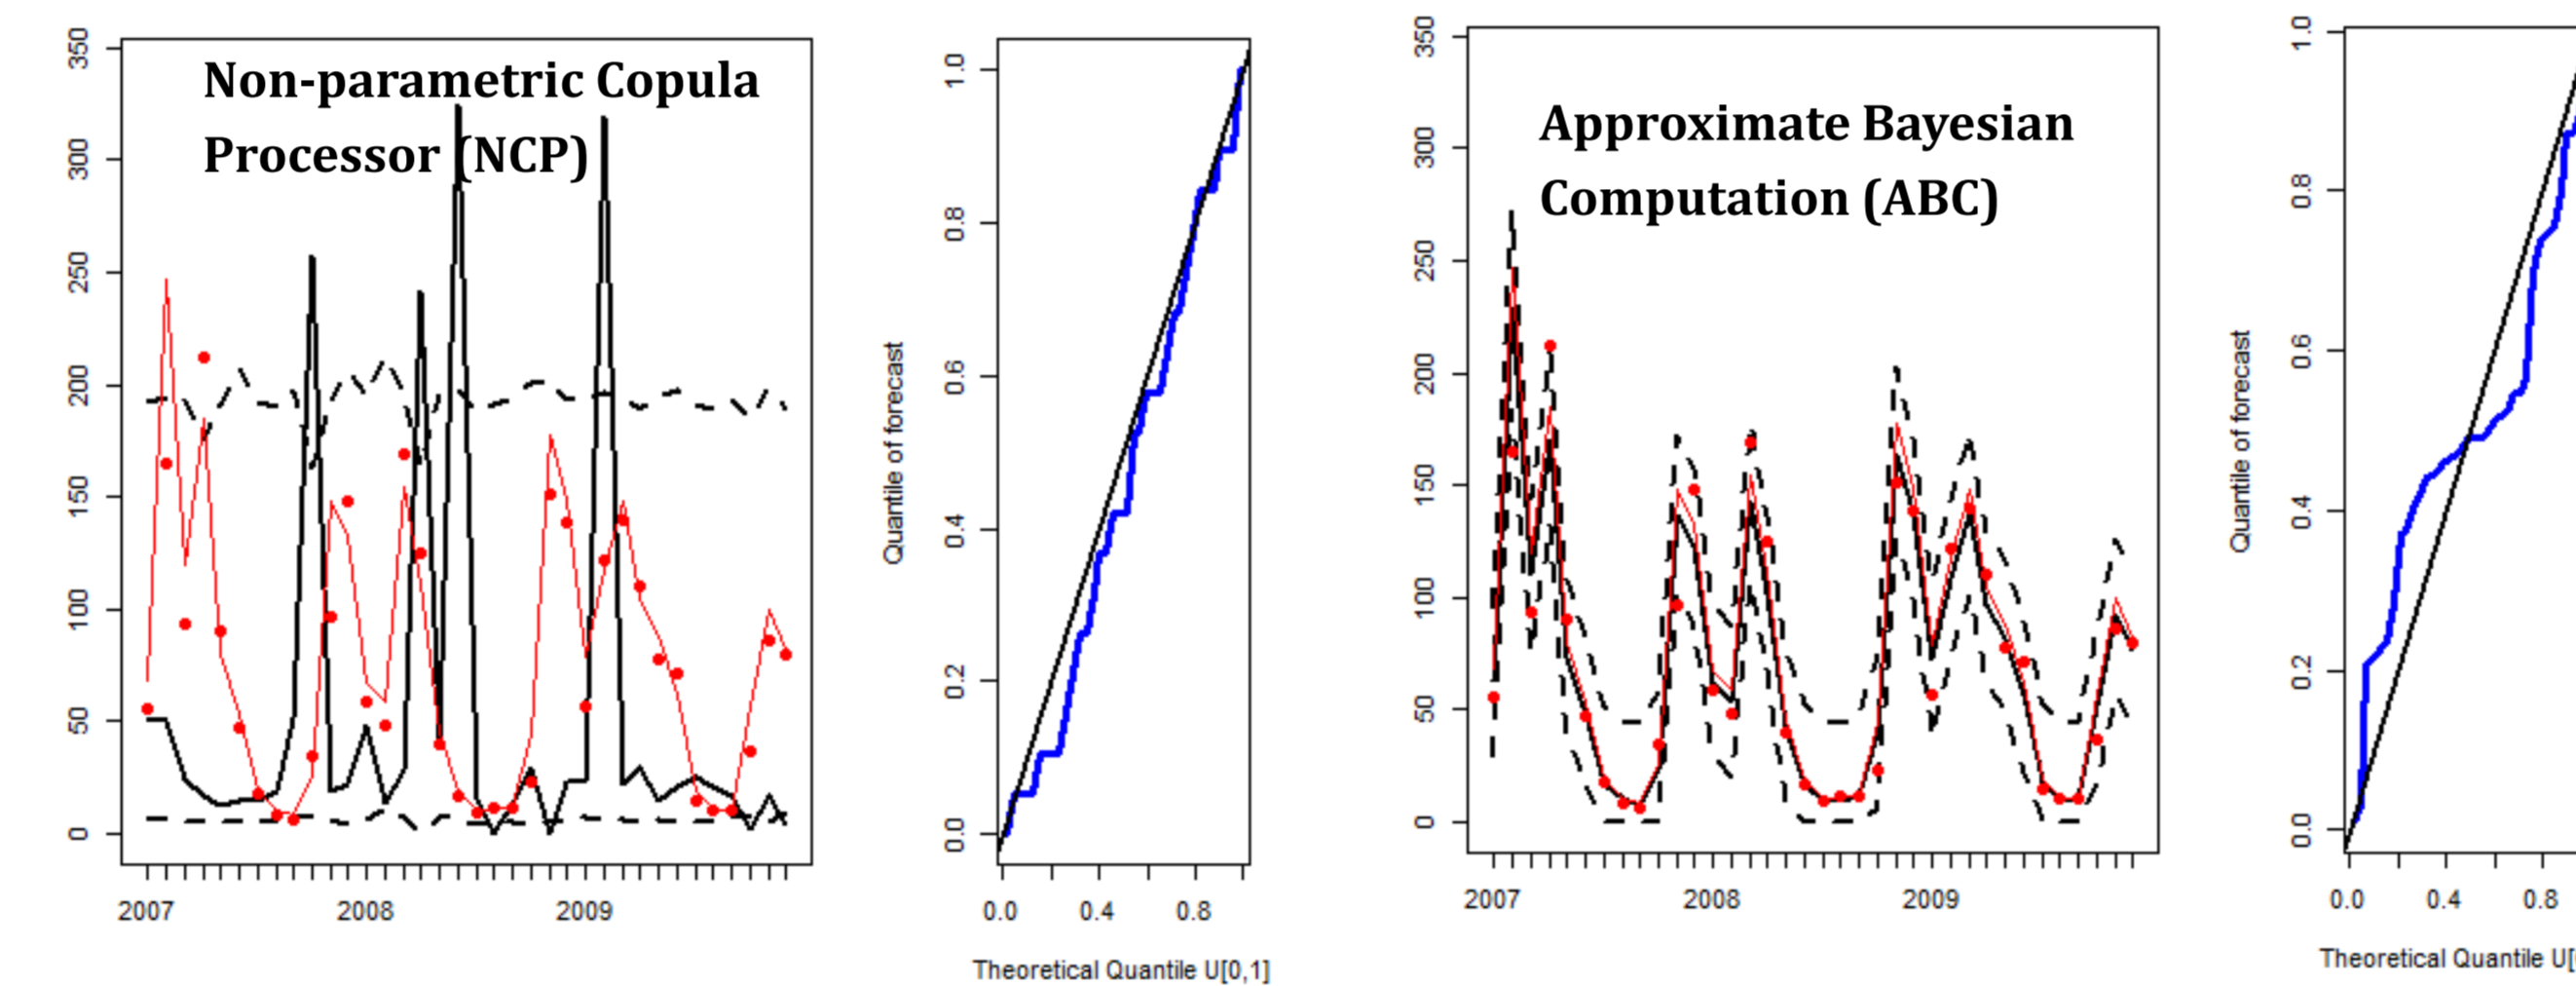 Non-parametric Copula
Processor (NCP)
350
300
250
200
150
100
50
0
2007 2008 2009
Quantile of forecast
1.0
0.8
0.6
0.4
0.2
0.0
0.0 0.4 0.8
Theoretical Quantile U[0,1]
Approximate Bayesian
Computation (ABC)
350
300
250
200
150
100
50
0
2007 2008 2009
Quantile of forecast
1.0
0.8
0.6
0.4
0.2
0.0
0.0 0.4 0.8
Theoretical Quantile U[